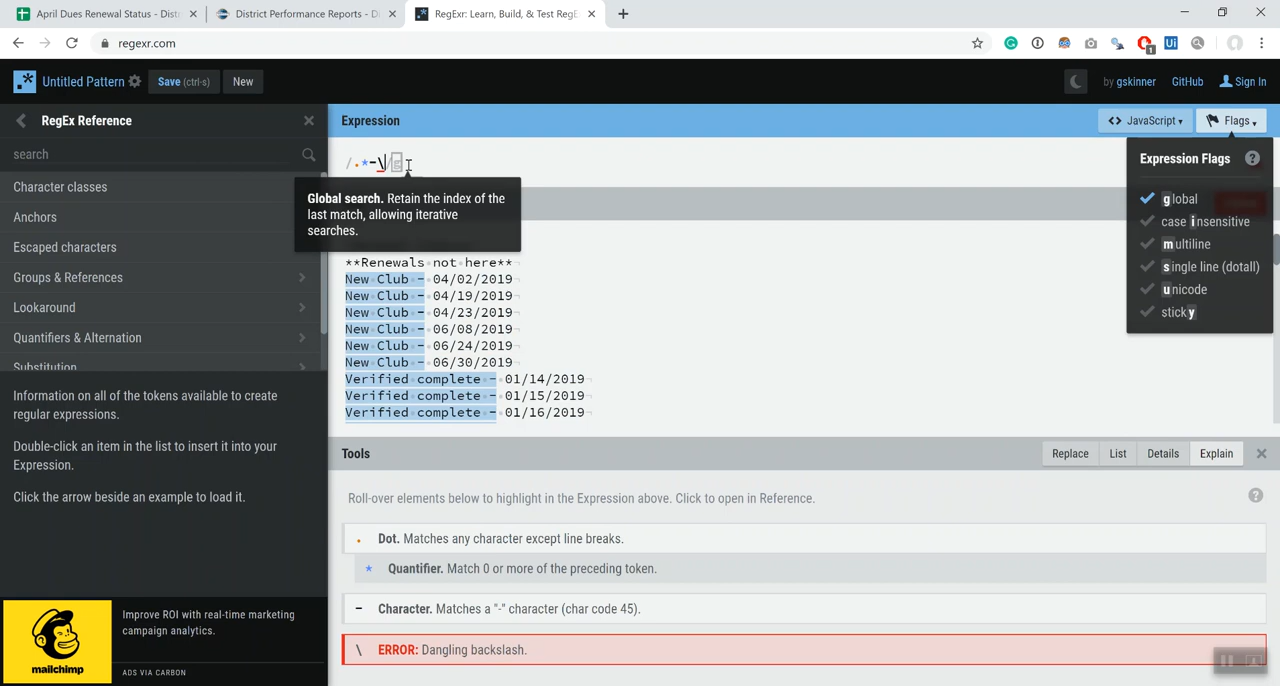 April Dues Renewal Status - Distr
District Performance Reports - Di
RegExr: Learn, Build, & Test RegE
regexr.com
Untitled Pattern
Save (ctrl-s)
New
by gskinner
GitHub
Sign In
RegEx Reference
search
Character classes
Anchors
Escaped characters
Groups & References
Lookaround
Quantifiers & Alternation
Substitution
Information on all of the tokens available to create
regular expressions.
Double-click an item in the list to insert it into your
Expression.
Click the arrow beside an example to load it.
mailchimp
Improve ROI with real-time marketing
campaign analytics.
ADS VIA CARBON
Expression
<> JavaScript
Flags
/.*-\/g
Global search. Retain the index of the
last match, allowing iterative
searches.
Expression Flags
global
case insensitive
multiline
single line (dotall)
unicode
sticky
**Renewals not here**
New Club - 04/02/2019
New Club - 04/19/2019
New Club - 04/23/2019
New Club - 06/08/2019
New Club - 06/24/2019
New Club - 06/30/2019
Verified complete - 01/14/2019
Verified complete - 01/15/2019
Verified complete - 01/16/2019
Tools
Replace
List
Details
Explain
Roll-over elements below to highlight in the Expression above. Click to open in Reference.
. Dot. Matches any character except line breaks.
* Quantifier. Match 0 or more of the preceding token.
- Character. Matches a "-" character (char code 45).
\ ERROR: Dangling backslash.